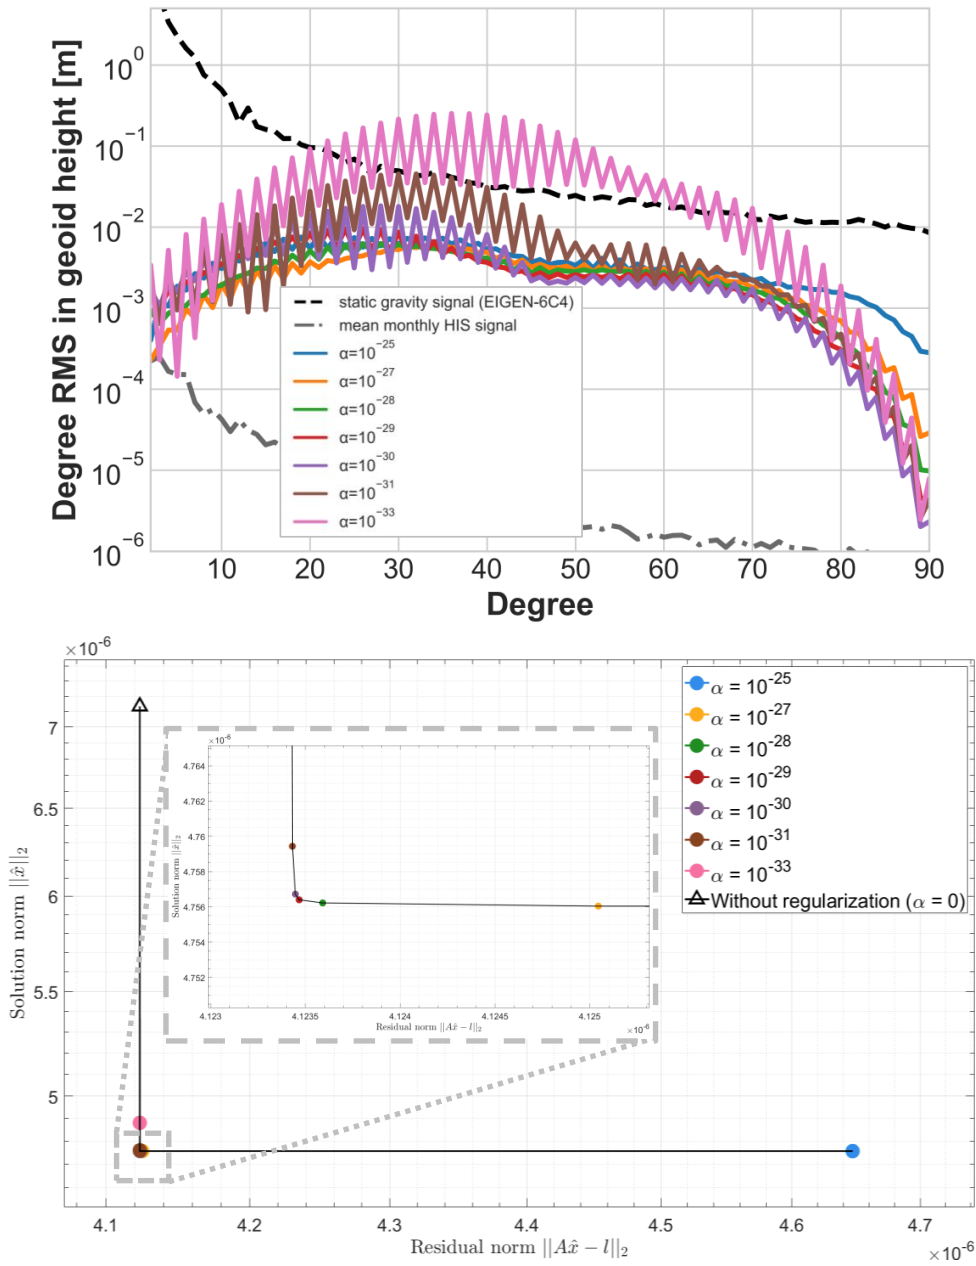 Degree RMS in geoid height [m]
10^0
10^-1
10^-2
10^-3
10^-4
10^-5
10^-6
static gravity signal (EIGEN-6C4)
mean monthly HIS signal
α=10^-25
α=10^-27
α=10^-28
α=10^-29
α=10^-30
α=10^-31
α=10^-33
10 20 30 40 50 60 70 80 90
Degree
×10^-6
Solution norm ||x̂||_2
7
6.5
6
5.5
5
α = 10^-25
α = 10^-27
α = 10^-28
α = 10^-29
α = 10^-30
α = 10^-31
α = 10^-33
Without regularization (α = 0)
×10^-6
Solution norm ||x̂||_2
4.764
4.762
4.76
4.758
4.756
4.754
4.752
4.123 4.1235 4.124 4.1245 4.125
Residual norm ||Ax̂ − l||_2
×10^-6
4.1 4.2 4.3 4.4 4.5 4.6 4.7
Residual norm ||Ax̂ − l||_2
×10^-6